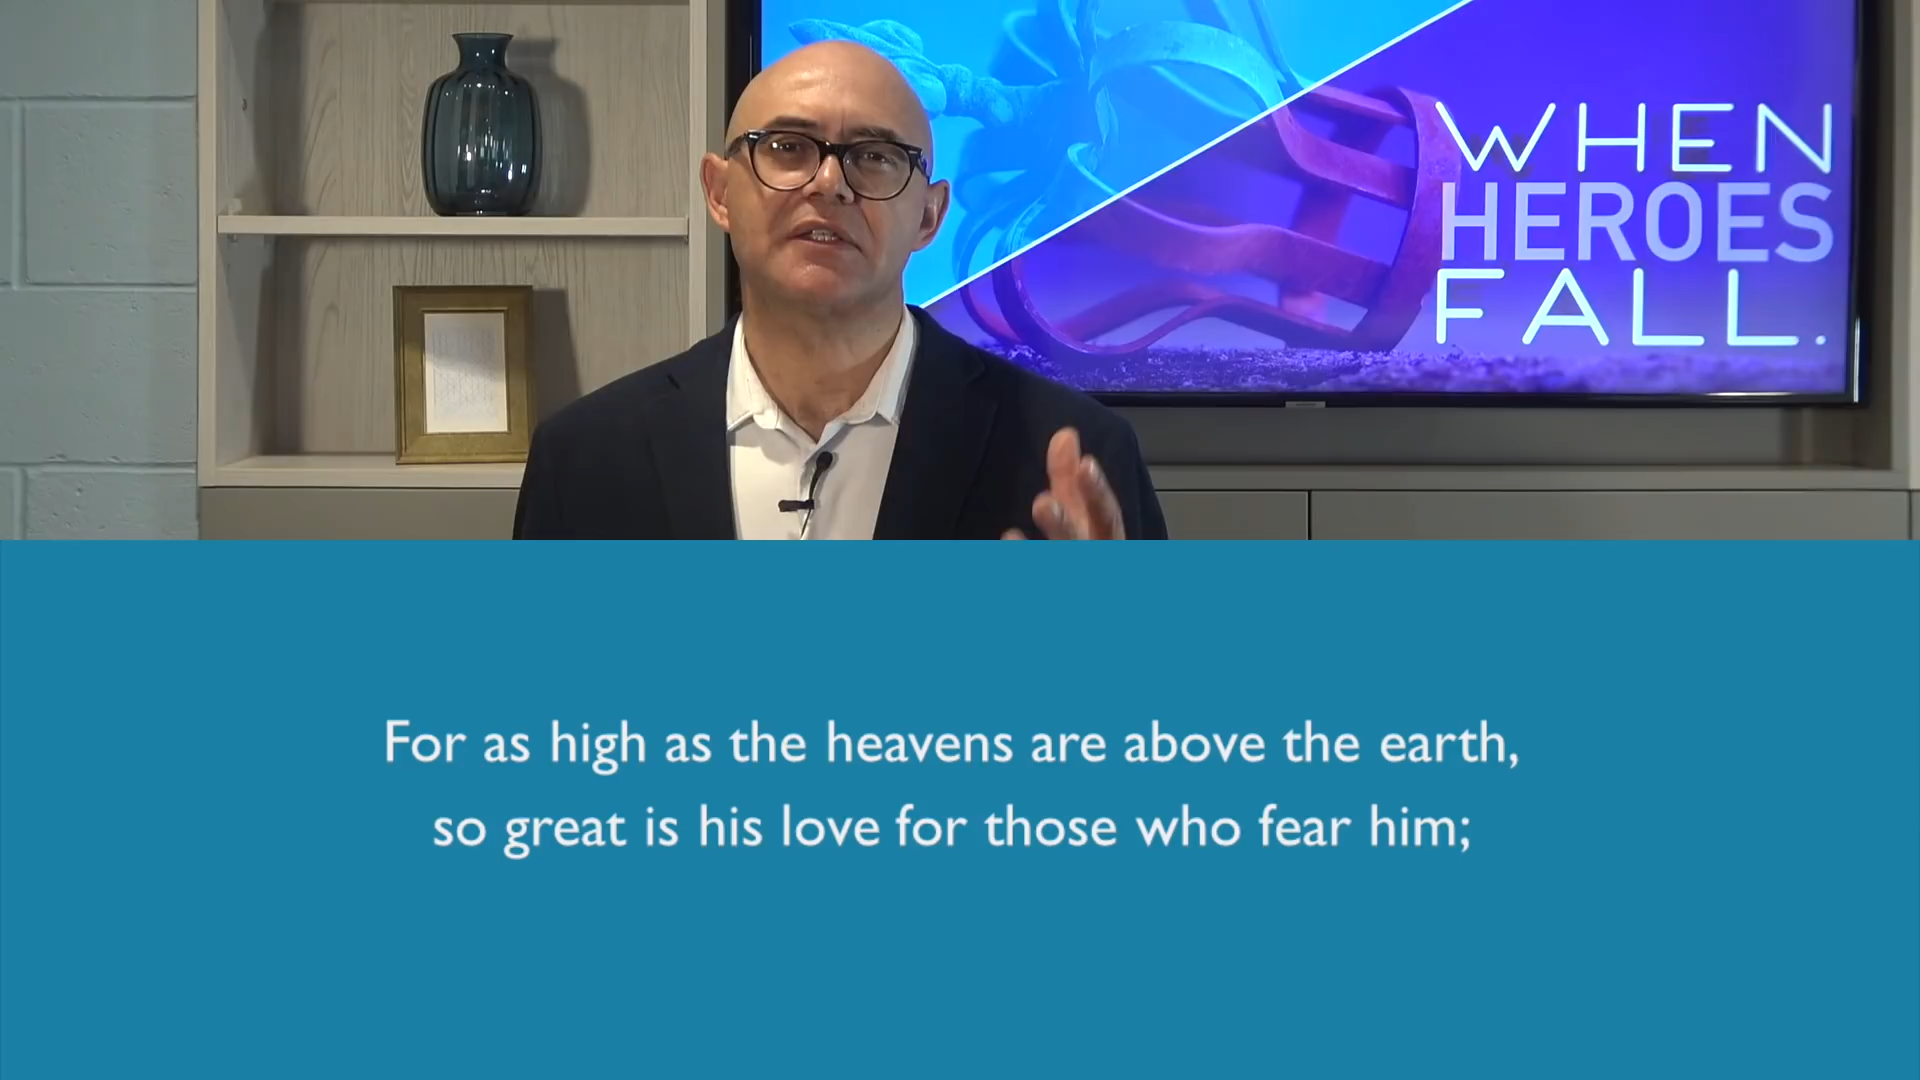 WHEN
HEROES
FALL.
For as high as the heavens are above the earth,
so great is his love for those who fear him;